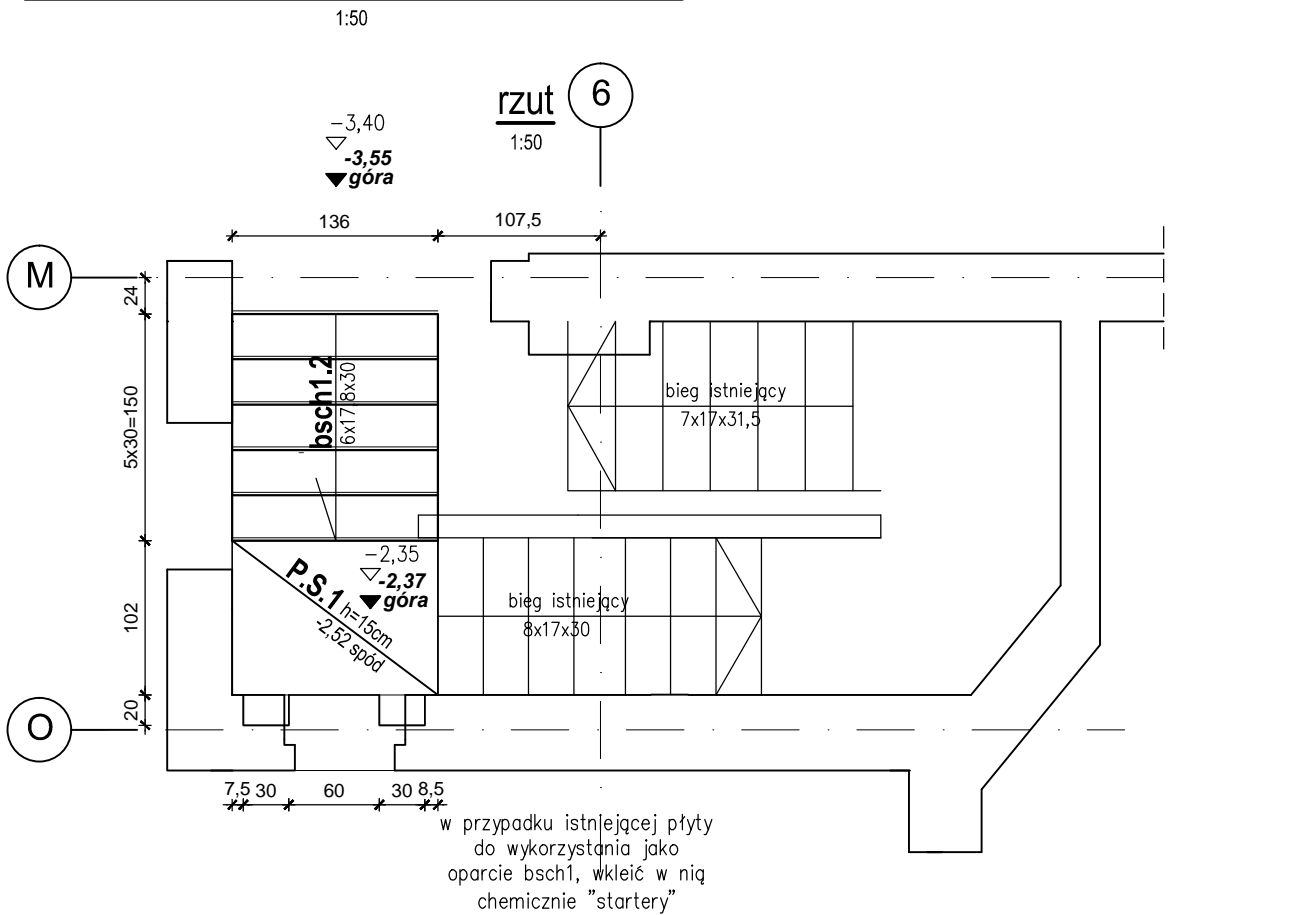 1:50
rzut
1:50
6
-3,40
-3,55
góra
136
107,5
M
24
5x30=150
bsch1.2
6x17,8x30
bieg istniejący
7x17x31,5
-2,35
-2,37
góra
P.S.1 h=15cm
-2,52 spód
bieg istniejący
8x17x30
102
20
O
7,5 30 60 30 8,5
w przypadku istniejącej płyty
do wykorzystania jako
oparcie bsch1, wkleić w nią
chemicznie "startery"